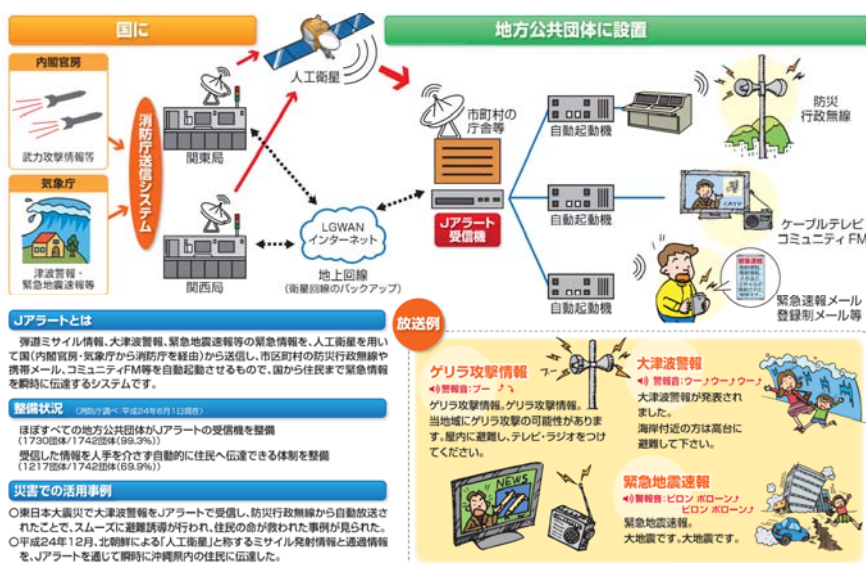 国に
地方公共団体に設置
内閣官房
武力攻撃情報等
気象庁
津波警報・
緊急地震速報等
消防庁送信システム
関東局
関西局
人工衛星
LGWAN
インターネット
地上回線
(衛星回線のバックアップ)
市町村の
庁舎等
Jアラート
受信機
自動起動機
自動起動機
自動起動機
防災
行政無線
ケーブルテレビ
コミュニティFM
緊急速報
緊急速報メール
登録制メール等
Jアラートとは
弾道ミサイル情報、大津波警報、緊急地震速報等の緊急情報を、人工衛星を用い
て国(内閣官房・気象庁から消防庁を経由)から送信し、市区町村の防災行政無線や
携帯メール、コミュニティFM等を自動起動させるもので、国から住民まで緊急情報
を瞬時に伝達するシステムです。
整備状況 (消防庁調べ:平成24年6月1日現在)
ほぼすべての地方公共団体がJアラートの受信機を整備
(1730団体/1742団体(99.3%))
受信した情報を人手を介さず自動的に住民へ伝達できる体制を整備
(1217団体/1742団体(69.9%))
災害での活用事例
○東日本大震災で大津波警報をJアラートで受信し、防災行政無線から自動放送さ
れたことで、スムーズに避難誘導が行われ、住民の命が救われた事例が見られた。
○平成24年12月、北朝鮮による「人工衛星」と称するミサイル発射情報と通過情報
を、Jアラートを通じて瞬時に沖縄県内の住民に伝達した。
放送例
ゲリラ攻撃情報
警報音:プー
ゲリラ攻撃情報。ゲリラ攻撃情報。
当地域にゲリラ攻撃の可能性がありま
す。屋内に避難し、テレビ・ラジオをつけ
てください。
NEWS
大津波警報
警報音:ウー⤴ウー⤴ウー⤴
大津波警報が発表され
ました。
海岸付近の方は高台に
避難して下さい。
緊急地震速報
警報音:ピロン ポローン⤴
ピロン ポローン⤴
緊急地震速報。
大地震です。大地震です。